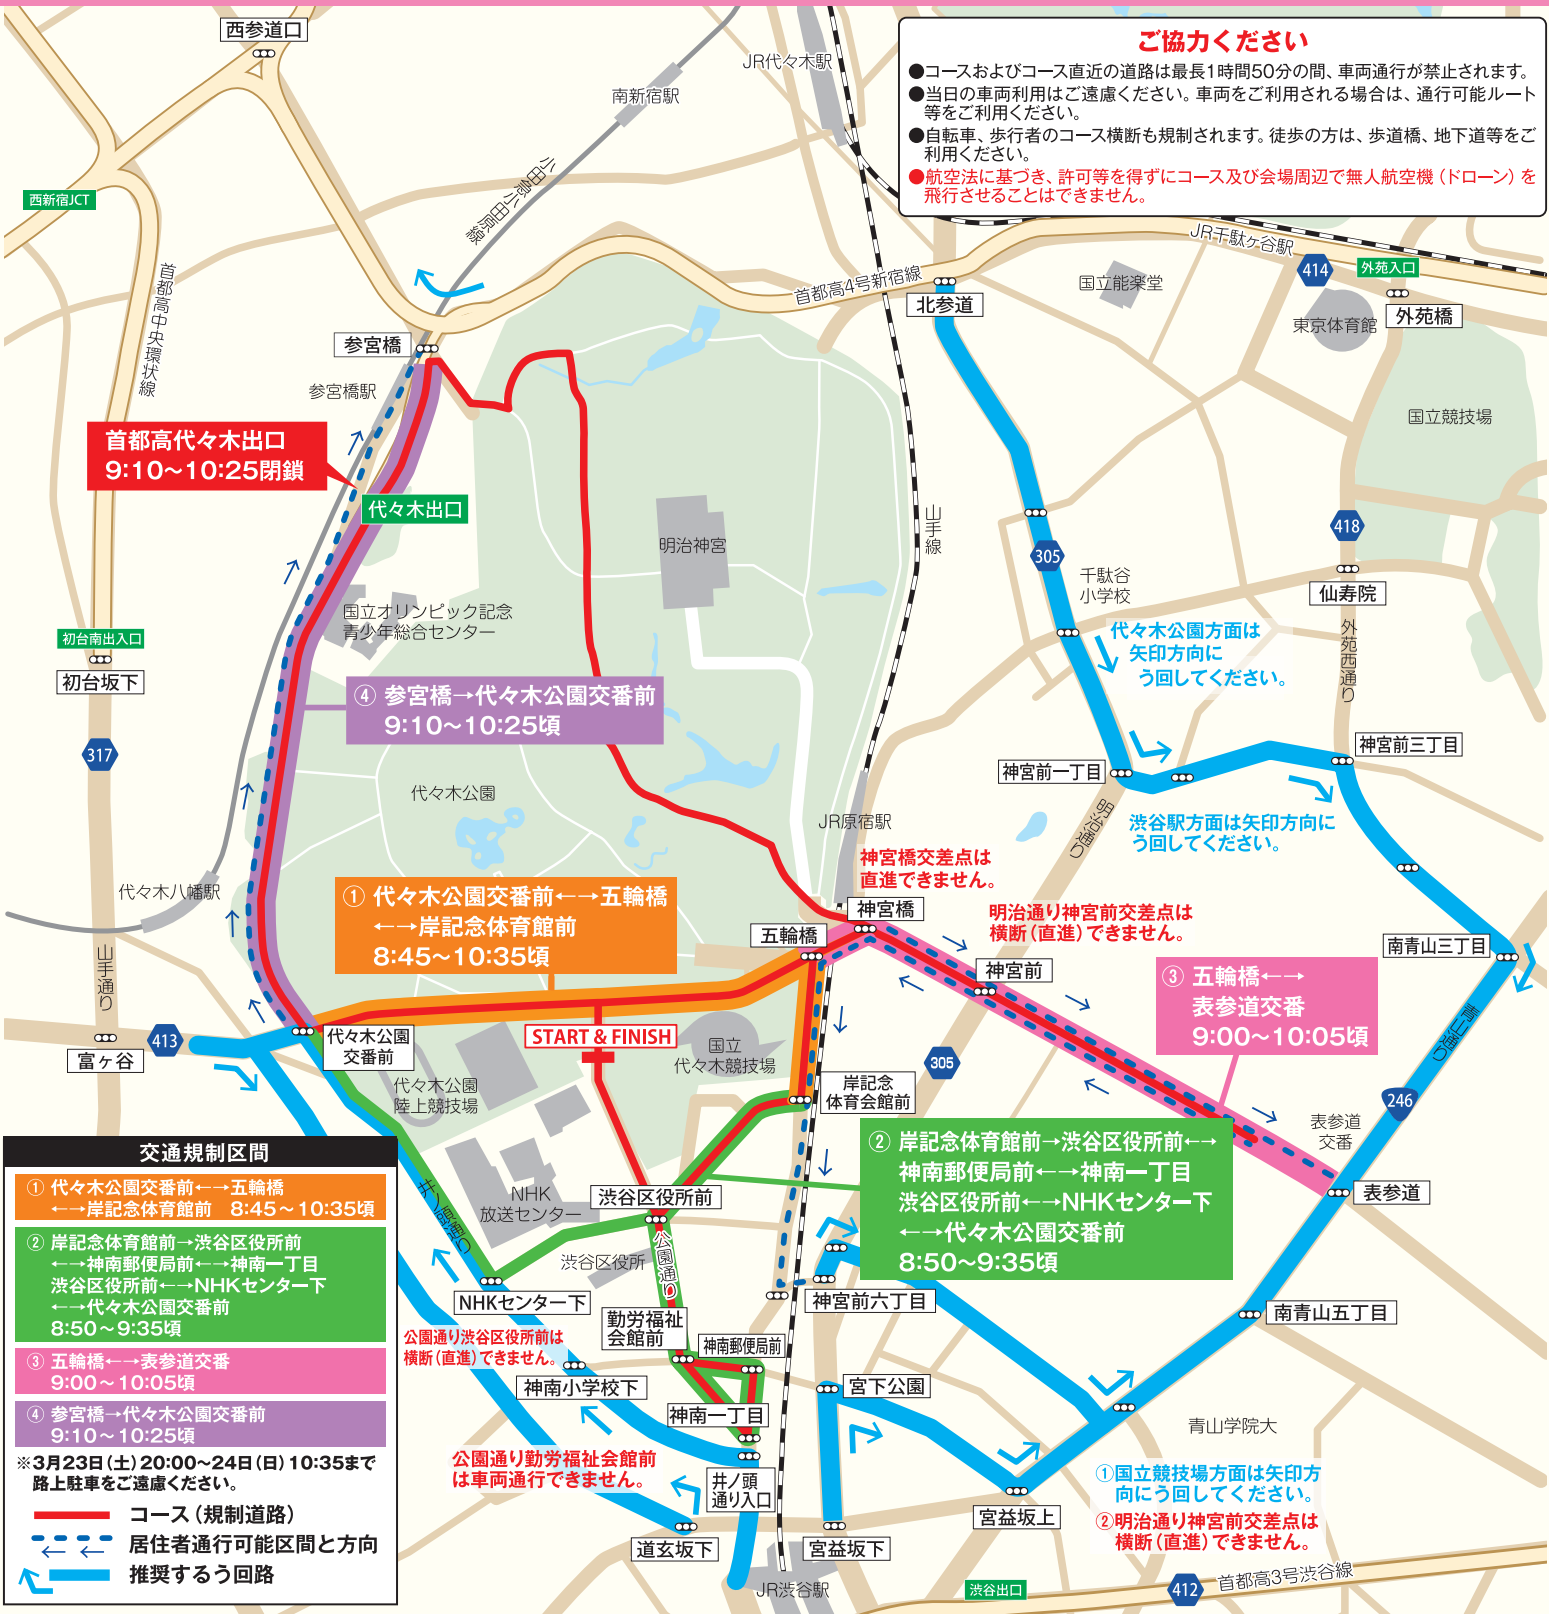 西参道口
JR代々木駅
南新宿駅
小田急小田原線
西新宿JCT
首都高中央環状線
ご協力ください
●コースおよびコース直近の道路は最長1時間50分の間、車両通行が禁止されます。
●当日の車両利用はご遠慮ください。車両をご利用される場合は、通行可能ルート
等をご利用ください。
●自転車、歩行者のコース横断も規制されます。徒歩の方は、歩道橋、地下道等をご
利用ください。
●航空法に基づき、許可等を得ずにコース及び会場周辺で無人航空機（ドローン）を
飛行させることはできません。
JR千駄ヶ谷駅
414
外苑入口
外苑橋
国立能楽堂
東京体育館
首都高4号新宿線
北参道
参宮橋
参宮橋駅
国立競技場
首都高代々木出口
9:10～10:25閉鎖
代々木出口
明治神宮
山手線
305
418
千駄谷
小学校
仙寿院
外苑西通り
国立オリンピック記念
青少年総合センター
初台南出入口
初台坂下
317
代々木公園方面は
矢印方向に
う回してください。
④ 参宮橋→代々木公園交番前
9:10～10:25頃
神宮前一丁目
神宮前三丁目
明治通り
渋谷駅方面は矢印方向に
う回してください。
代々木公園
JR原宿駅
代々木八幡駅
神宮橋交差点は
直進できません。
① 代々木公園交番前←→五輪橋
←→岸記念体育館前
8:45～10:35頃
神宮橋
五輪橋
明治通り神宮前交差点は
横断（直進）できません。
神宮前
南青山三丁目
青山通り
③ 五輪橋←→
表参道交番
9:00～10:05頃
山手通り
413
富ヶ谷
代々木公園
交番前
START & FINISH
国立
代々木競技場
305
代々木公園
陸上競技場
岸記念
体育会館前
246
表参道
交番
② 岸記念体育館前→渋谷区役所前←→
神南郵便局前←→神南一丁目
渋谷区役所前←→NHKセンター下
←→代々木公園交番前
8:50～9:35頃
表参道
井ノ頭通り
NHK
放送センター
渋谷区役所前
渋谷区役所
公園通り
NHKセンター下
勤労福祉
会館前
神南郵便局前
神宮前六丁目
南青山五丁目
公園通り渋谷区役所前は
横断（直進）できません。
神南小学校下
神南一丁目
宮下公園
青山学院大
公園通り勤労福祉会館前
は車両通行できません。
井ノ頭
通り入口
道玄坂下
宮益坂下
宮益坂上
①国立競技場方面は矢印方
向にう回してください。
②明治通り神宮前交差点は
横断（直進）できません。
JR渋谷駅
渋谷出口
412
首都高3号渋谷線
交通規制区間
① 代々木公園交番前←→五輪橋
←→岸記念体育館前 8:45～10:35頃
② 岸記念体育館前→渋谷区役所前
←→神南郵便局前←→神南一丁目
渋谷区役所前←→NHKセンター下
←→代々木公園交番前
8:50～9:35頃
③ 五輪橋←→表参道交番
9:00～10:05頃
④ 参宮橋→代々木公園交番前
9:10～10:25頃
※3月23日（土）20:00～24日（日）10:35まで
路上駐車をご遠慮ください。
コース（規制道路）
居住者通行可能区間と方向
推奨するう回路